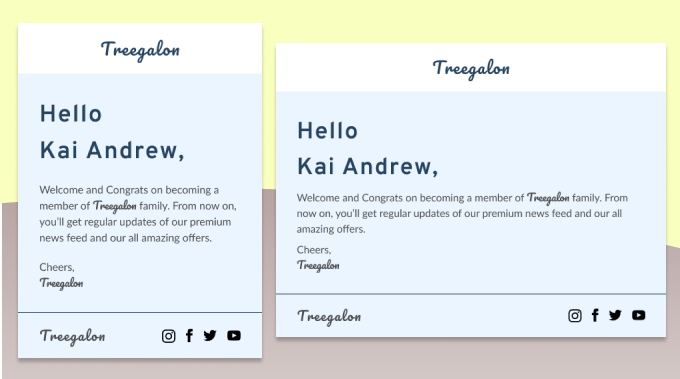 Treegalon
Hello
Kai Andrew,
Welcome and Congrats on becoming a
member of Treegalon family. From now on,
you'll get regular updates of our premium
news feed and our all amazing offers.
Cheers,
Treegalon
Treegalon
Treegalon
Hello
Kai Andrew,
Welcome and Congrats on becoming a member of Treegalon family. From
now on, you'll get regular updates of our premium news feed and our all
amazing offers.
Cheers,
Treegalon
Treegalon